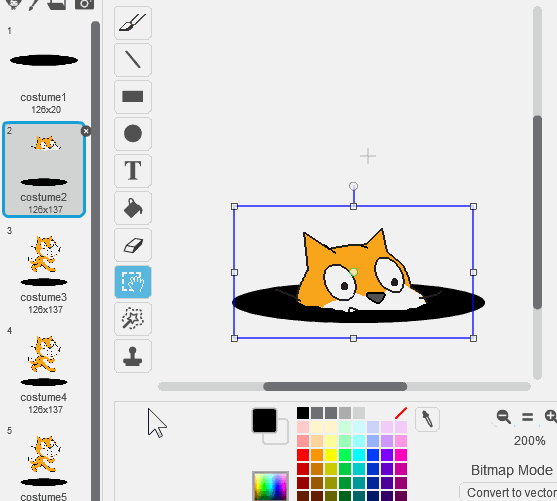 1
costume1
126x20
2
costume2
126x137
3
costume3
126x137
4
costume4
126x137
5
costume5
T
200%
Bitmap Mode
Convert to vector